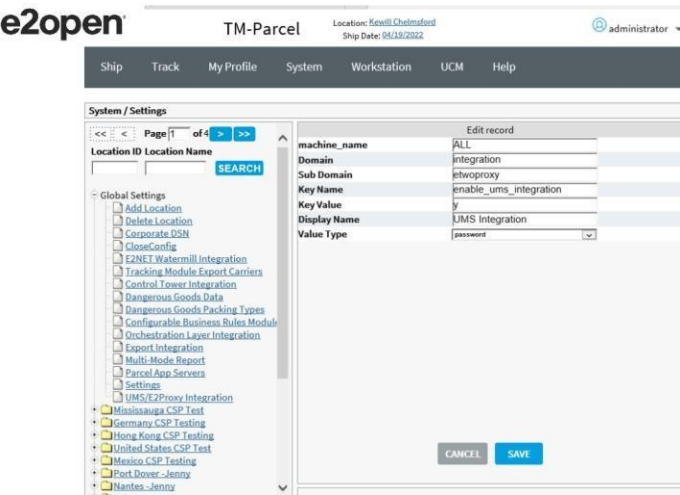 e2open
TM-Parcel
Location: Kewill Chelmsford
Ship Date: 04/19/2022
administrator
Ship Track My Profile System Workstation UCM Help
System / Settings
<< < Page 1 of 4 > >>
Location ID Location Name
SEARCH
Global Settings
Add Location
Delete Location
Corporate DSN
CloseConfig
E2NET Watermill Integration
Tracking Module Export Carriers
Control Tower Integration
Dangerous Goods Data
Dangerous Goods Packing Types
Configurable Business Rules Module
Orchestration Layer Integration
Export Integration
Multi-Mode Report
Parcel App Servers
Settings
UMS/E2Proxy Integration
Mississauga CSP Test
Germany CSP Testing
Hong Kong CSP Testing
United States CSP Test
Mexico CSP Testing
Port Dover -Jenny
Nantes -Jenny
Edit record
machine_name ALL
Domain integration
Sub Domain etwoproxy
Key Name enable_ums_integration
Key Value y
Display Name UMS Integration
Value Type password
CANCEL SAVE